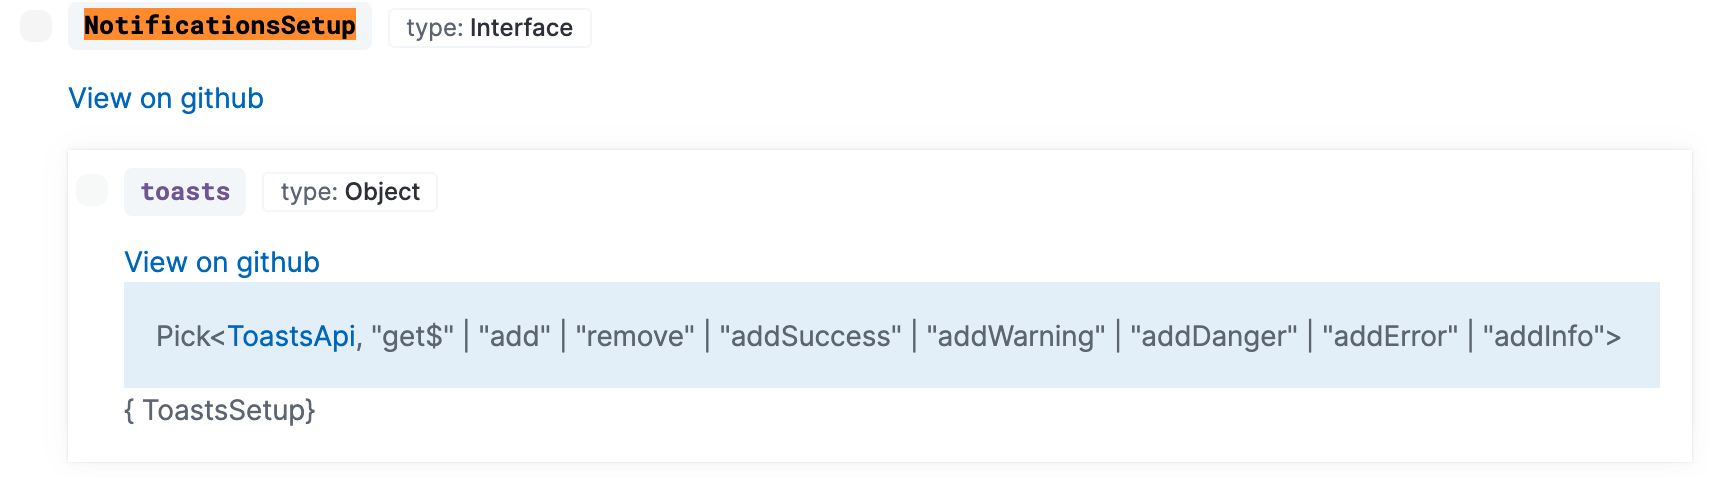 NotificationsSetup type: Interface
View on github
toasts type: Object
View on github
Pick<ToastsApi, "get$" | "add" | "remove" | "addSuccess" | "addWarning" | "addDanger" | "addError" | "addInfo">
{ ToastsSetup}